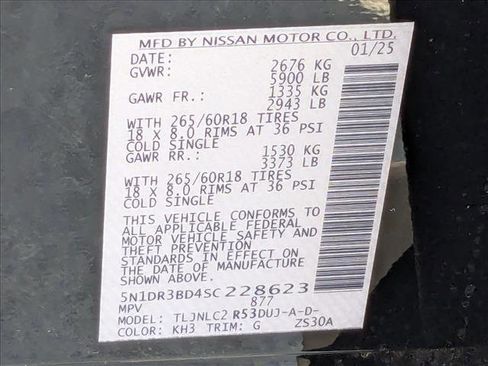 MFD BY NISSAN MOTOR CO., LTD.
DATE: 01/25
GVWR: 2676 KG
5900 LB
GAWR FR.: 1335 KG
2943 LB
WITH 265/60R18 TIRES
18 X 8.0 RIMS AT 36 PSI
COLD SINGLE
GAWR RR.: 1530 KG
3373 LB
WITH 265/60R18 TIRES
18 X 8.0 RIMS AT 36 PSI
COLD SINGLE
THIS VEHICLE CONFORMS TO
ALL APPLICABLE FEDERAL
MOTOR VEHICLE SAFETY AND
THEFT PREVENTION
STANDARDS IN EFFECT ON
THE DATE OF MANUFACTURE
SHOWN ABOVE.
5N1DR3BD4SC228623
MPV 877
MODEL: TLJNLC2 R53DUJ-A-D-
COLOR: KH3 TRIM: G ZS30A